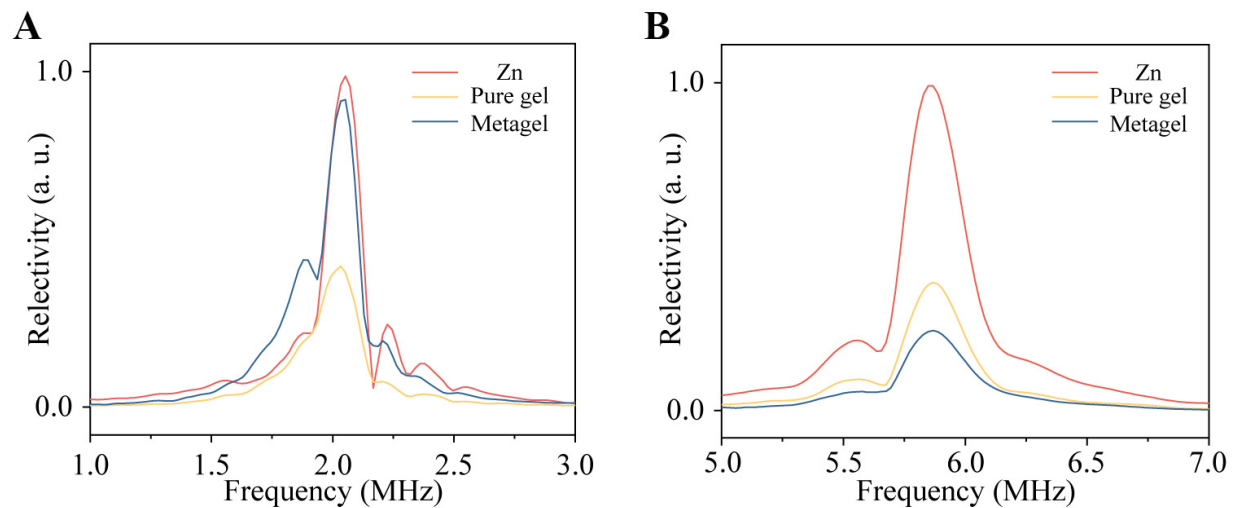 A
B
Relectivity (a. u.)
1.0
0.0
Zn
Pure gel
Metagel
1.0 1.5 2.0 2.5 3.0
Frequency (MHz)
Relectivity (a. u.)
1.0
0.0
Zn
Pure gel
Metagel
5.0 5.5 6.0 6.5 7.0
Frequency (MHz)